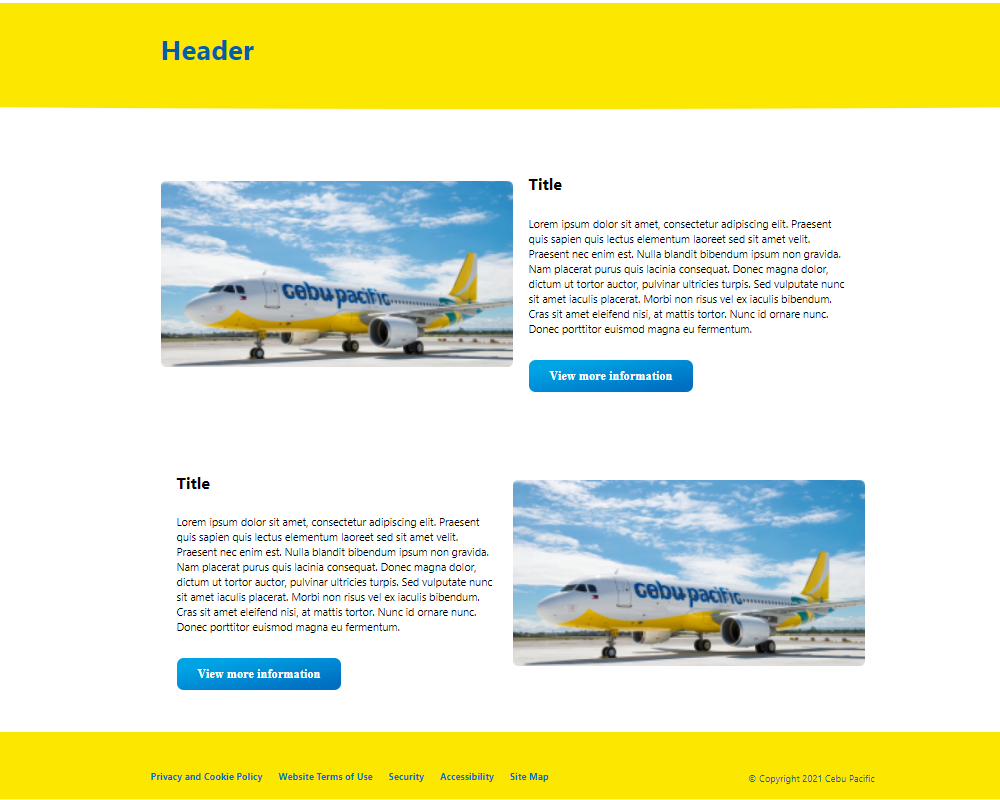 Header
cebu pacific
Title
Lorem ipsum dolor sit amet, consectetur adipiscing elit. Praesent
quis sapien quis lectus elementum laoreet sed sit amet velit.
Praesent nec enim est. Nulla blandit bibendum ipsum non gravida.
Nam placerat purus quis lacinia consequat. Donec magna dolor,
dictum ut tortor auctor, pulvinar ultricies turpis. Sed vulputate nunc
sit amet iaculis placerat. Morbi non risus vel ex iaculis bibendum.
Cras sit amet eleifend nisi, at mattis tortor. Nunc id ornare nunc.
Donec porttitor euismod magna eu fermentum.
View more information
Title
Lorem ipsum dolor sit amet, consectetur adipiscing elit. Praesent
quis sapien quis lectus elementum laoreet sed sit amet velit.
Praesent nec enim est. Nulla blandit bibendum ipsum non gravida.
Nam placerat purus quis lacinia consequat. Donec magna dolor,
dictum ut tortor auctor, pulvinar ultricies turpis. Sed vulputate nunc
sit amet iaculis placerat. Morbi non risus vel ex iaculis bibendum.
Cras sit amet eleifend nisi, at mattis tortor. Nunc id ornare nunc.
Donec porttitor euismod magna eu fermentum.
View more information
cebu pacific
Privacy and Cookie Policy Website Terms of Use Security Accessibility Site Map
© Copyright 2021 Cebu Pacific